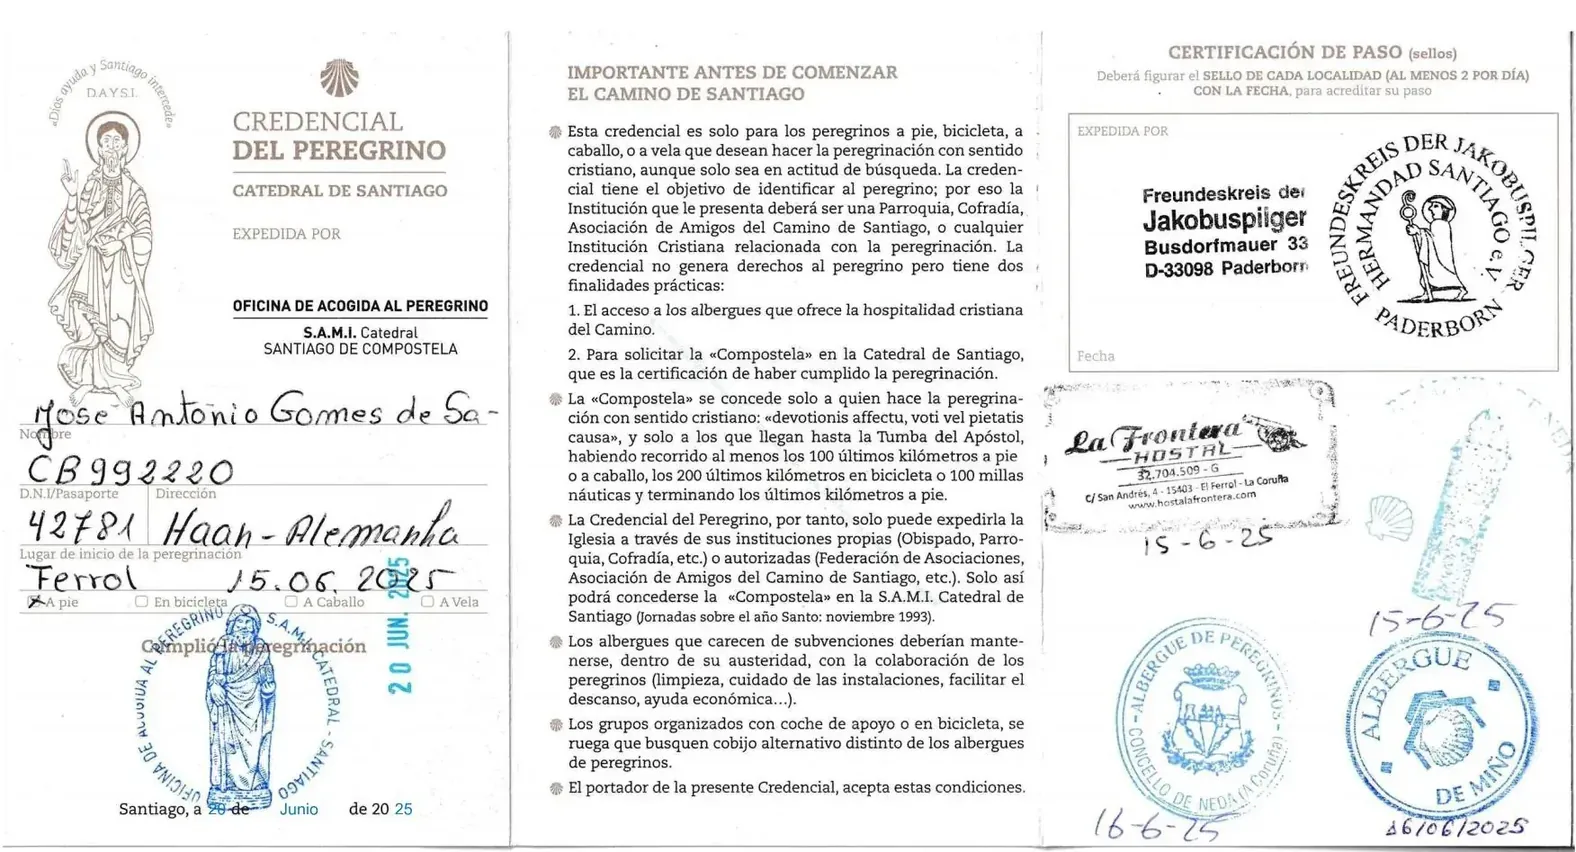 «Dios ayuda y Santiago intercede»
D.A.Y S.I.
CREDENCIAL
DEL PEREGRINO
CATEDRAL DE SANTIAGO
EXPEDIDA POR
OFICINA DE ACOGIDA AL PEREGRINO
S.A.M.I. Catedral
SANTIAGO DE COMPOSTELA
José Antonio Gomes de Sa-
Nombre
CB992220
D.N.I/Pasaporte
Dirección
42781 Haan-Alemanha
Lugar de inicio de la peregrinación
Ferrol 15.06.2025
A pie En bicicleta A Caballo A Vela
Cumplió la peregrinación
OFICINA DE ACOGIDA AL PEREGRINO S.A.M.I. CATEDRAL - SANTIAGO
20 JUN. 2025
Santiago, a 20 de Junio de 20 25
IMPORTANTE ANTES DE COMENZAR
EL CAMINO DE SANTIAGO
Esta credencial es solo para los peregrinos a pie, bicicleta, a
caballo, o a vela que desean hacer la peregrinación con sentido
cristiano, aunque solo sea en actitud de búsqueda. La creden-
cial tiene el objetivo de identificar al peregrino; por eso la
Institución que le presenta deberá ser una Parroquia, Cofradía,
Asociación de Amigos del Camino de Santiago, o cualquier
Institución Cristiana relacionada con la peregrinación. La
credencial no genera derechos al peregrino pero tiene dos
finalidades prácticas:
1. El acceso a los albergues que ofrece la hospitalidad cristiana
del Camino.
2. Para solicitar la «Compostela» en la Catedral de Santiago,
que es la certificación de haber cumplido la peregrinación.
La «Compostela» se concede solo a quien hace la peregrina-
ción con sentido cristiano: «devotionis affectu, voti vel pietatis
causa», y solo a los que llegan hasta la Tumba del Apóstol,
habiendo recorrido al menos los 100 últimos kilómetros a pie
o a caballo, los 200 últimos kilómetros en bicicleta o 100 millas
náuticas y terminando los últimos kilómetros a pie.
La Credencial del Peregrino, por tanto, solo puede expedirla la
Iglesia a través de sus instituciones propias (Obispado, Parro-
quia, Cofradía, etc.) o autorizadas (Federación de Asociaciones,
Asociación de Amigos del Camino de Santiago, etc.). Solo así
podrá concederse la «Compostela» en la S.A.M.I. Catedral de
Santiago (Jornadas sobre el año Santo: noviembre 1993).
Los albergues que carecen de subvenciones deberían mante-
nerse, dentro de su austeridad, con la colaboración de los
peregrinos (limpieza, cuidado de las instalaciones, facilitar el
descanso, ayuda económica...).
Los grupos organizados con coche de apoyo o en bicicleta, se
ruega que busquen cobijo alternativo distinto de los albergues
de peregrinos.
El portador de la presente Credencial, acepta estas condiciones.
CERTIFICACIÓN DE PASO (sellos)
Deberá figurar el SELLO DE CADA LOCALIDAD (AL MENOS 2 POR DÍA)
CON LA FECHA, para acreditar su paso
EXPEDIDA POR
Freundeskreis der
Jakobuspilger
Busdorfmauer 33
D-33098 Paderborn
FREUNDESKREIS DER JAKOBUSPILGER
HERMANDAD SANTIAGO e.V.
PADERBORN
Fecha
La Frontera
HOSTAL
32.704.509 - G
C/ San Andrés, 4 - 15403 - El Ferrol - La Coruña
www.hostalafrontera.com
15-6-25
15-6-25
ALBERGUE DE PEREGRINOS
CONCELLO DE NEDA (A Coruña)
16-6-25
ALBERGUE
DE MIÑO
16/06/2025